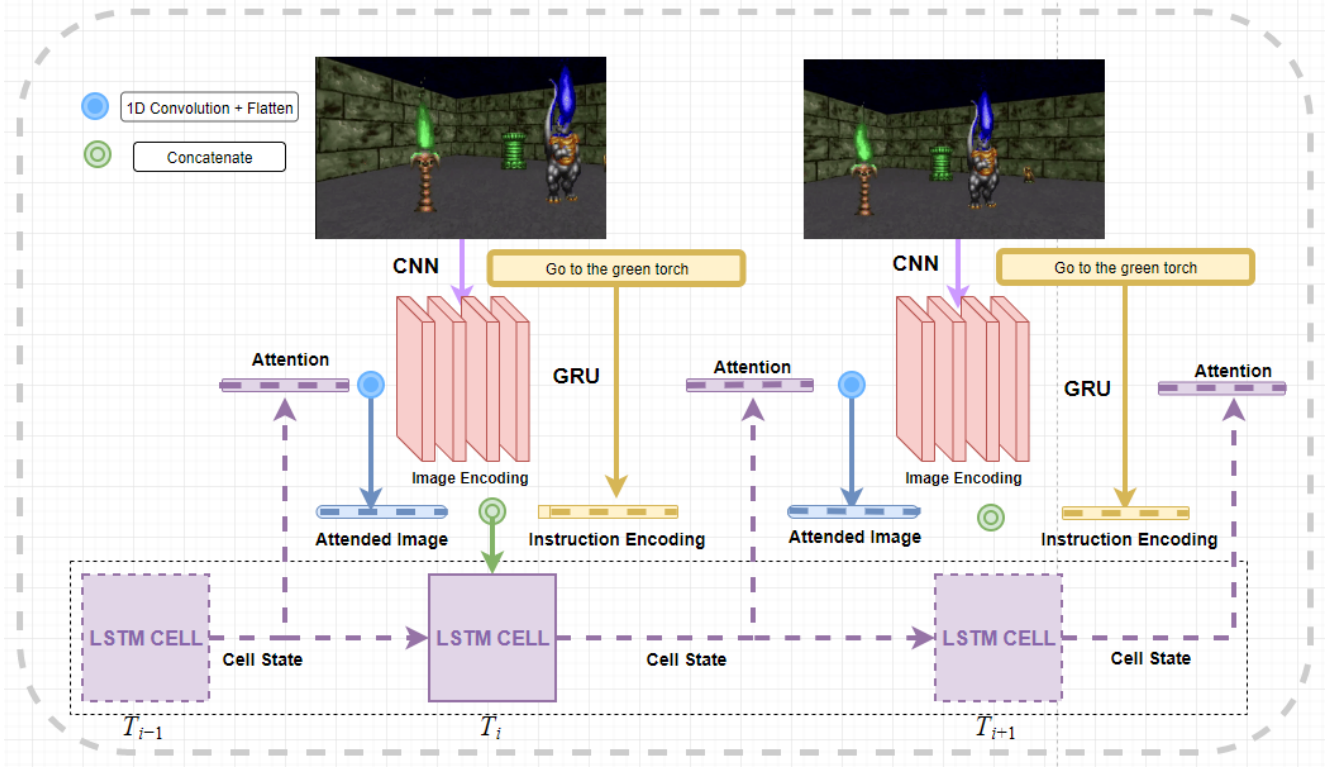 1D Convolution + Flatten
Concatenate
CNN
Go to the green torch
CNN
Go to the green torch
Attention
GRU
Attention
GRU
Attention
Image Encoding
Image Encoding
Attended Image
Instruction Encoding
Attended Image
Instruction Encoding
LSTM CELL
Cell State
LSTM CELL
Cell State
LSTM CELL
Cell State
T_{i-1}
T_i
T_{i+1}